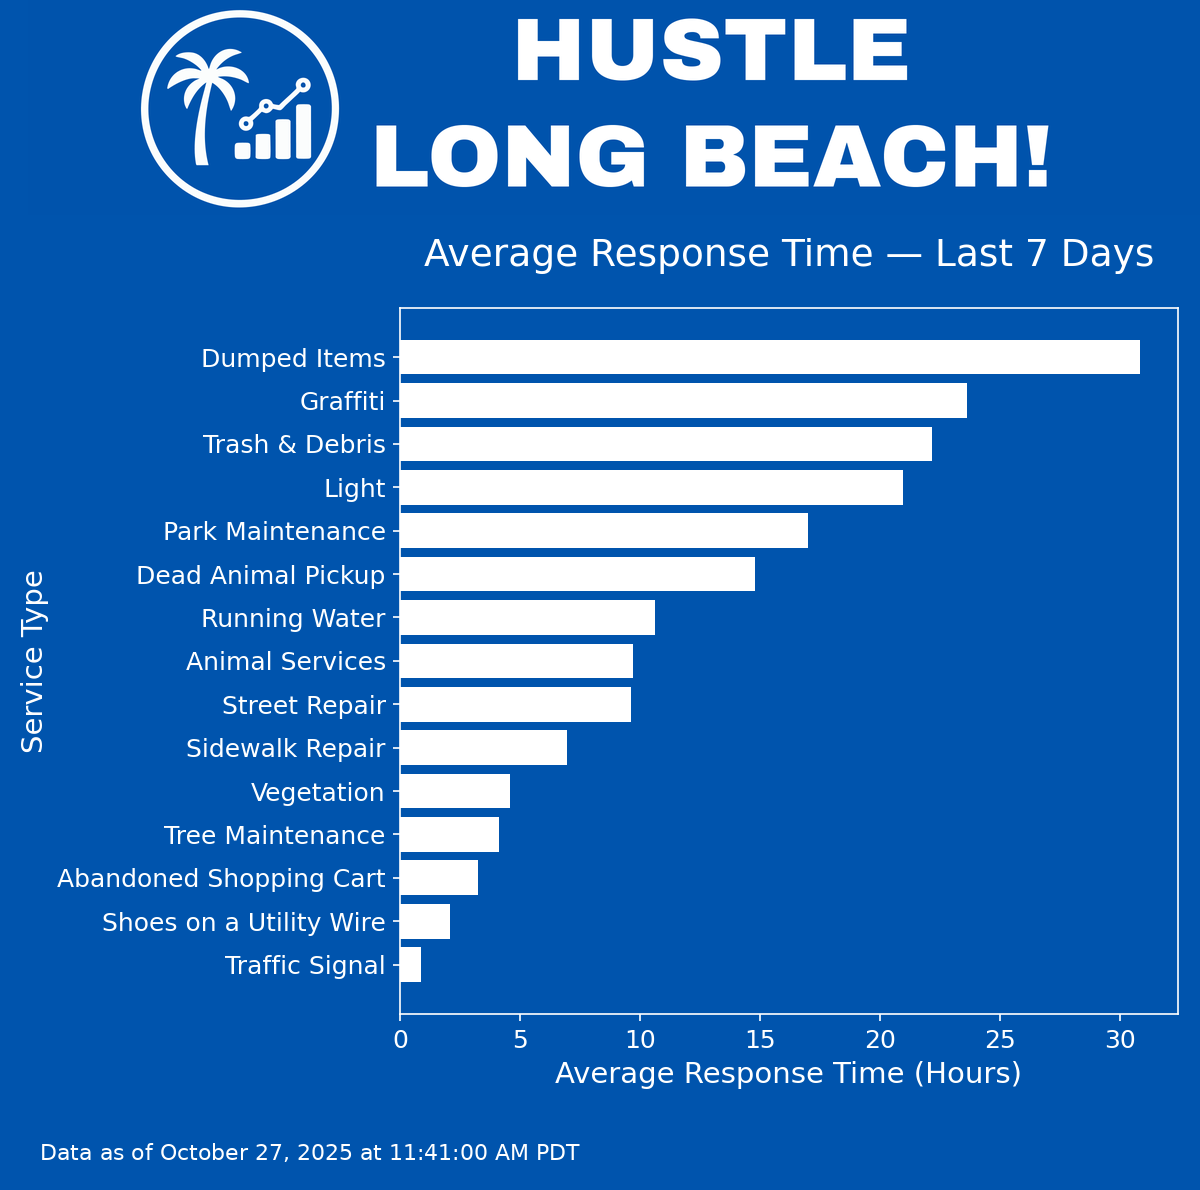 HUSTLE
LONG BEACH!
Average Response Time — Last 7 Days
Service Type
Dumped Items
Graffiti
Trash & Debris
Light
Park Maintenance
Dead Animal Pickup
Running Water
Animal Services
Street Repair
Sidewalk Repair
Vegetation
Tree Maintenance
Abandoned Shopping Cart
Shoes on a Utility Wire
Traffic Signal
0 5 10 15 20 25 30
Average Response Time (Hours)
Data as of October 27, 2025 at 11:41:00 AM PDT